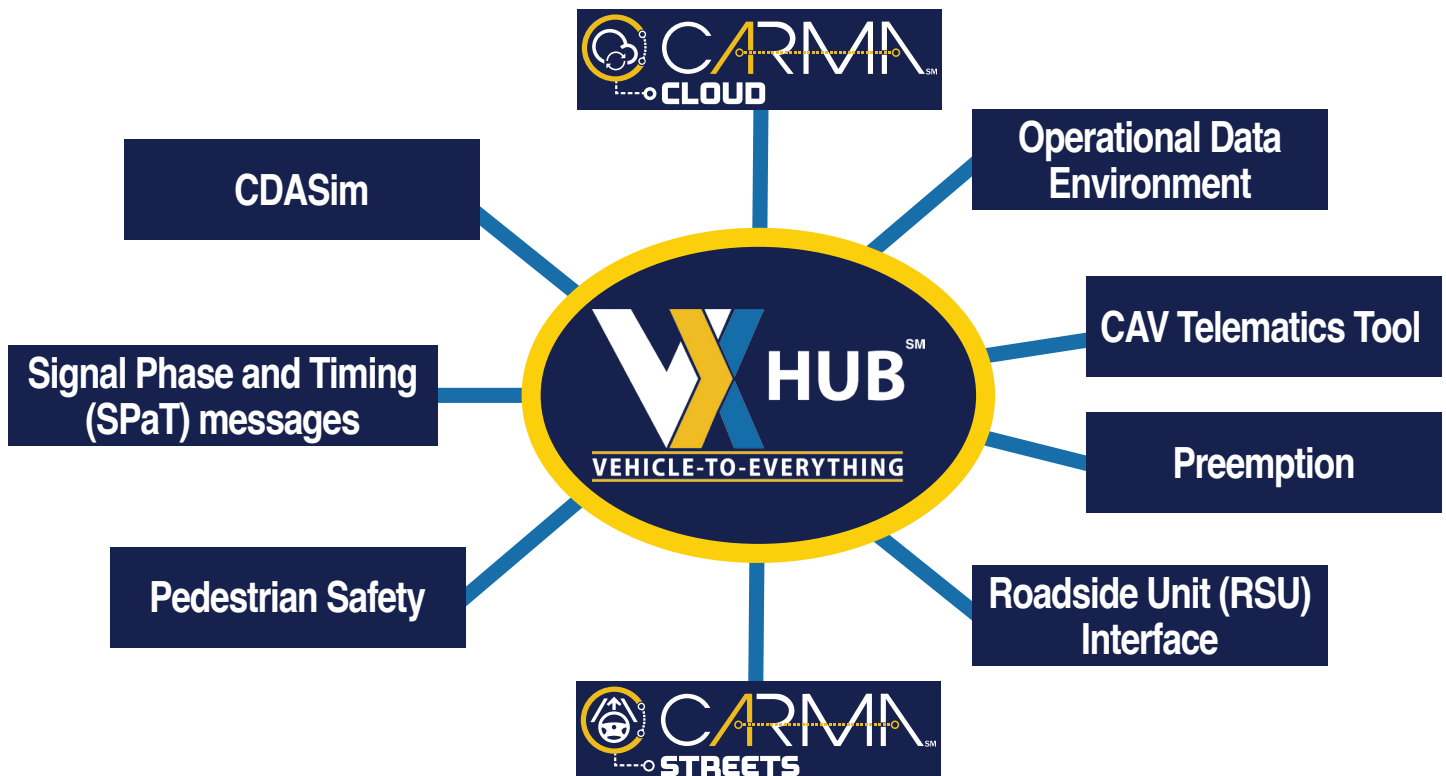 CARMA SM
CLOUD
Operational Data
Environment
CDASim
CAV Telematics Tool
VX HUB SM
VEHICLE-TO-EVERYTHING
Signal Phase and Timing
(SPaT) messages
Preemption
Pedestrian Safety
Roadside Unit (RSU)
Interface
CARMA SM
STREETS